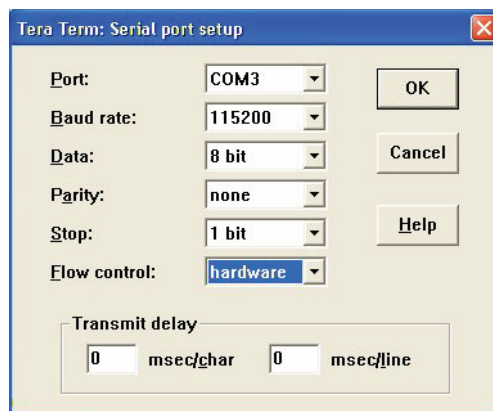 Tera Term: Serial port setup
Port: COM3
OK
Baud rate: 115200
Data: 8 bit
Cancel
Parity: none
Stop: 1 bit
Help
Flow control: hardware
Transmit delay
0 msec/char 0 msec/line